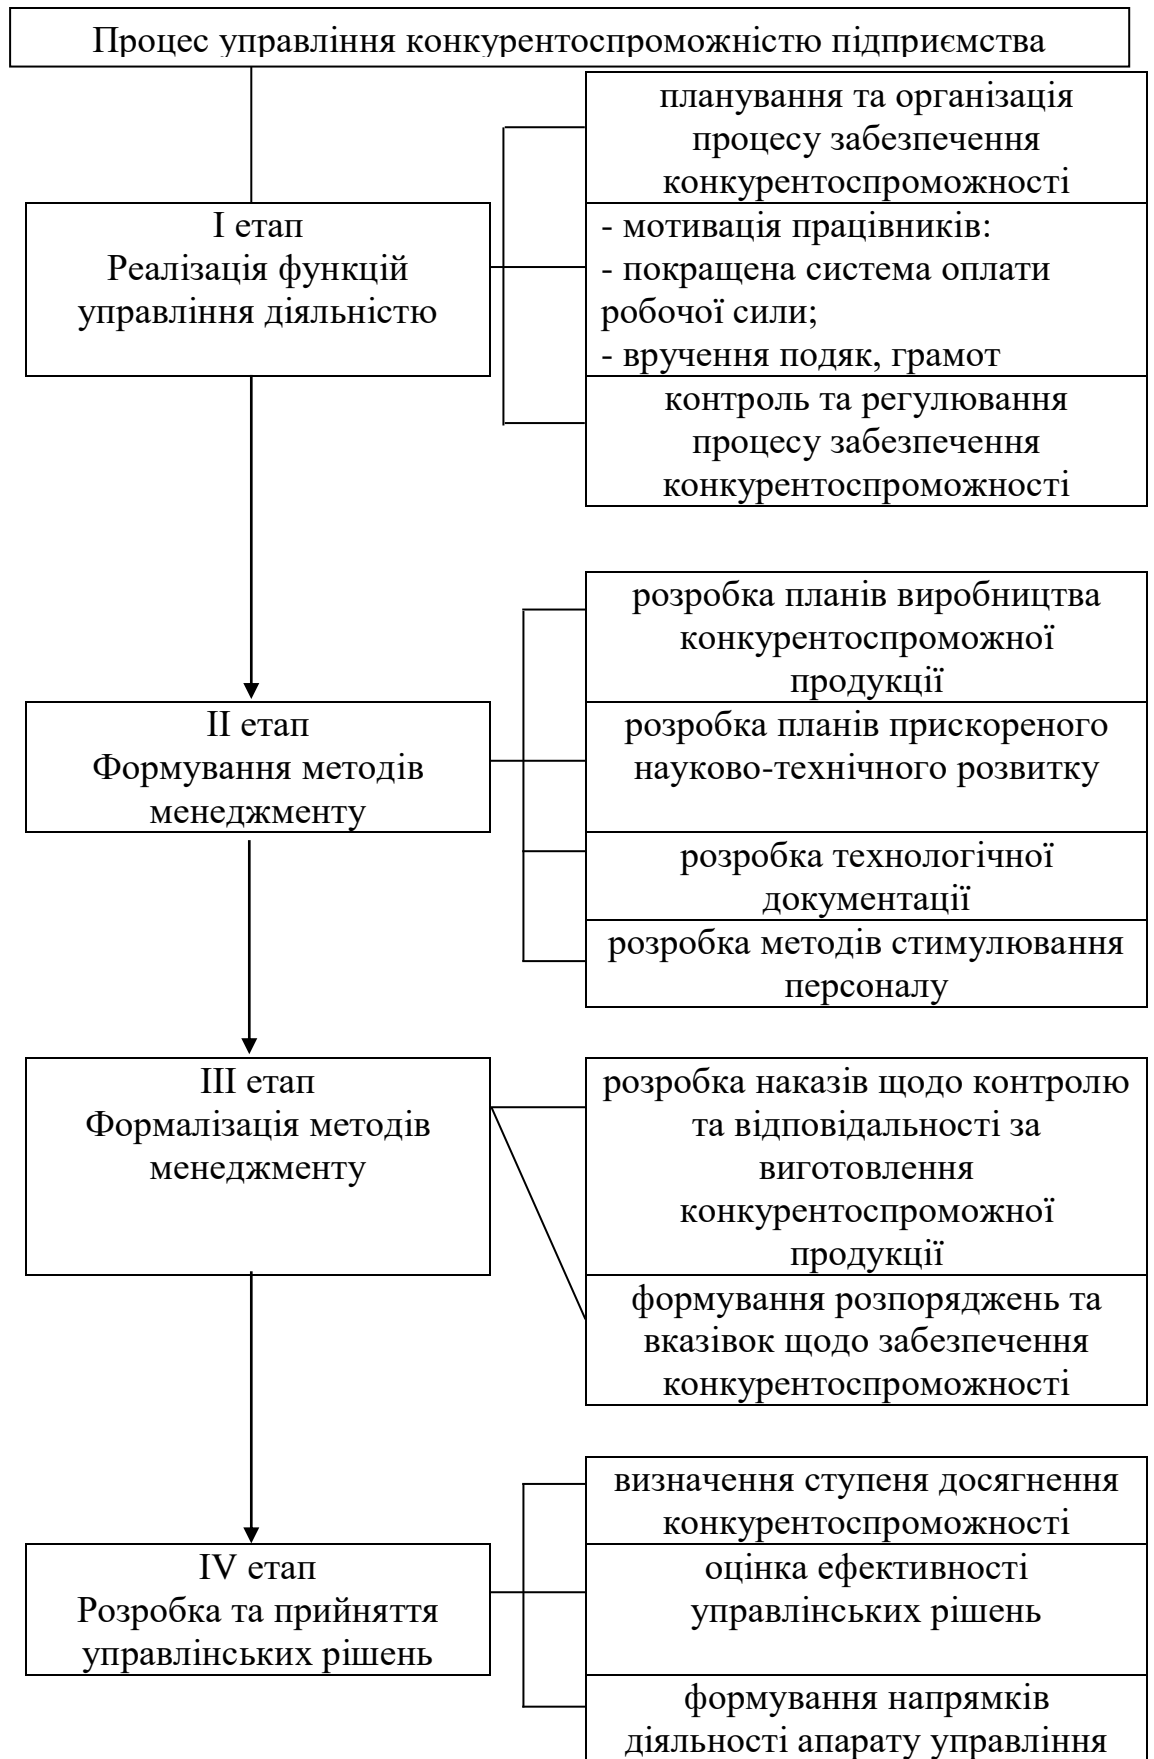 Процес управління конкурентоспроможністю підприємства
планування та організація
процесу забезпечення
конкурентоспроможності
І етап
Реалізація функцій
управління діяльністю
- мотивація працівників:
- покращена система оплати
робочої сили;
- вручення подяк, грамот
контроль та регулювання
процесу забезпечення
конкурентоспроможності
розробка планів виробництва
конкурентоспроможної
продукції
ІІ етап
Формування методів
менеджменту
розробка планів прискореного
науково-технічного розвитку
розробка технологічної
документації
розробка методів стимулювання
персоналу
ІІІ етап
Формалізація методів
менеджменту
розробка наказів щодо контролю
та відповідальності за
виготовлення
конкурентоспроможної
продукції
формування розпоряджень та
вказівок щодо забезпечення
конкурентоспроможності
визначення ступеня досягнення
конкурентоспроможності
IV етап
Розробка та прийняття
управлінських рішень
оцінка ефективності
управлінських рішень
формування напрямків
діяльності апарату управління